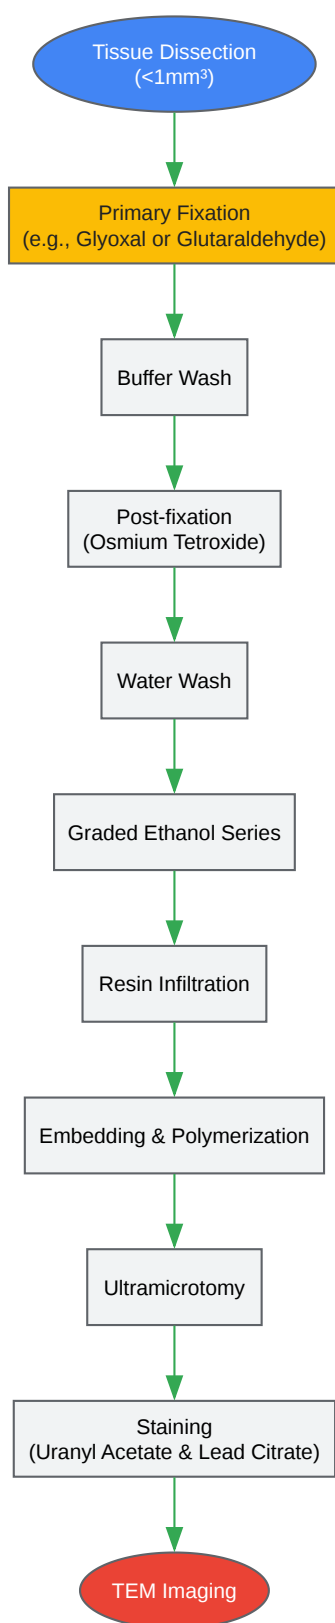 Tissue Dissection
(<1mm³)
Primary Fixation
(e.g., Glyoxal or Glutaraldehyde)
Buffer Wash
Post-fixation
(Osmium Tetroxide)
Water Wash
Graded Ethanol Series
Resin Infiltration
Embedding & Polymerization
Ultramicrotomy
Staining
(Uranyl Acetate & Lead Citrate)
TEM Imaging